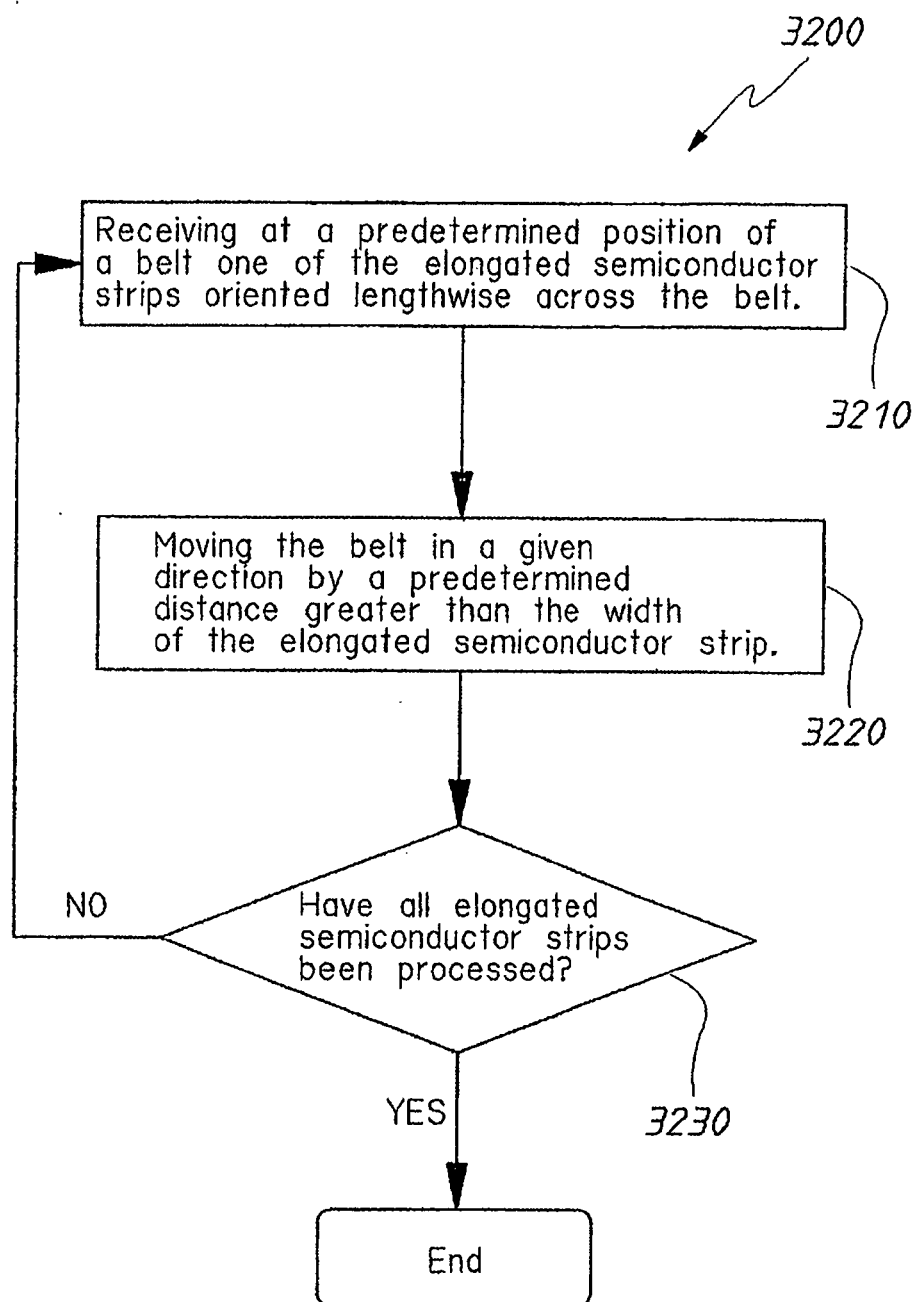 3200
Receiving at a predetermined position of
a belt one of the elongated semiconductor
strips oriented lengthwise across the belt.
3210
Moving the belt in a given
direction by a predetermined
distance greater than the width
of the elongated semiconductor strip.
3220
NO
Have all elongated
semiconductor strips
been processed?
YES
3230
End